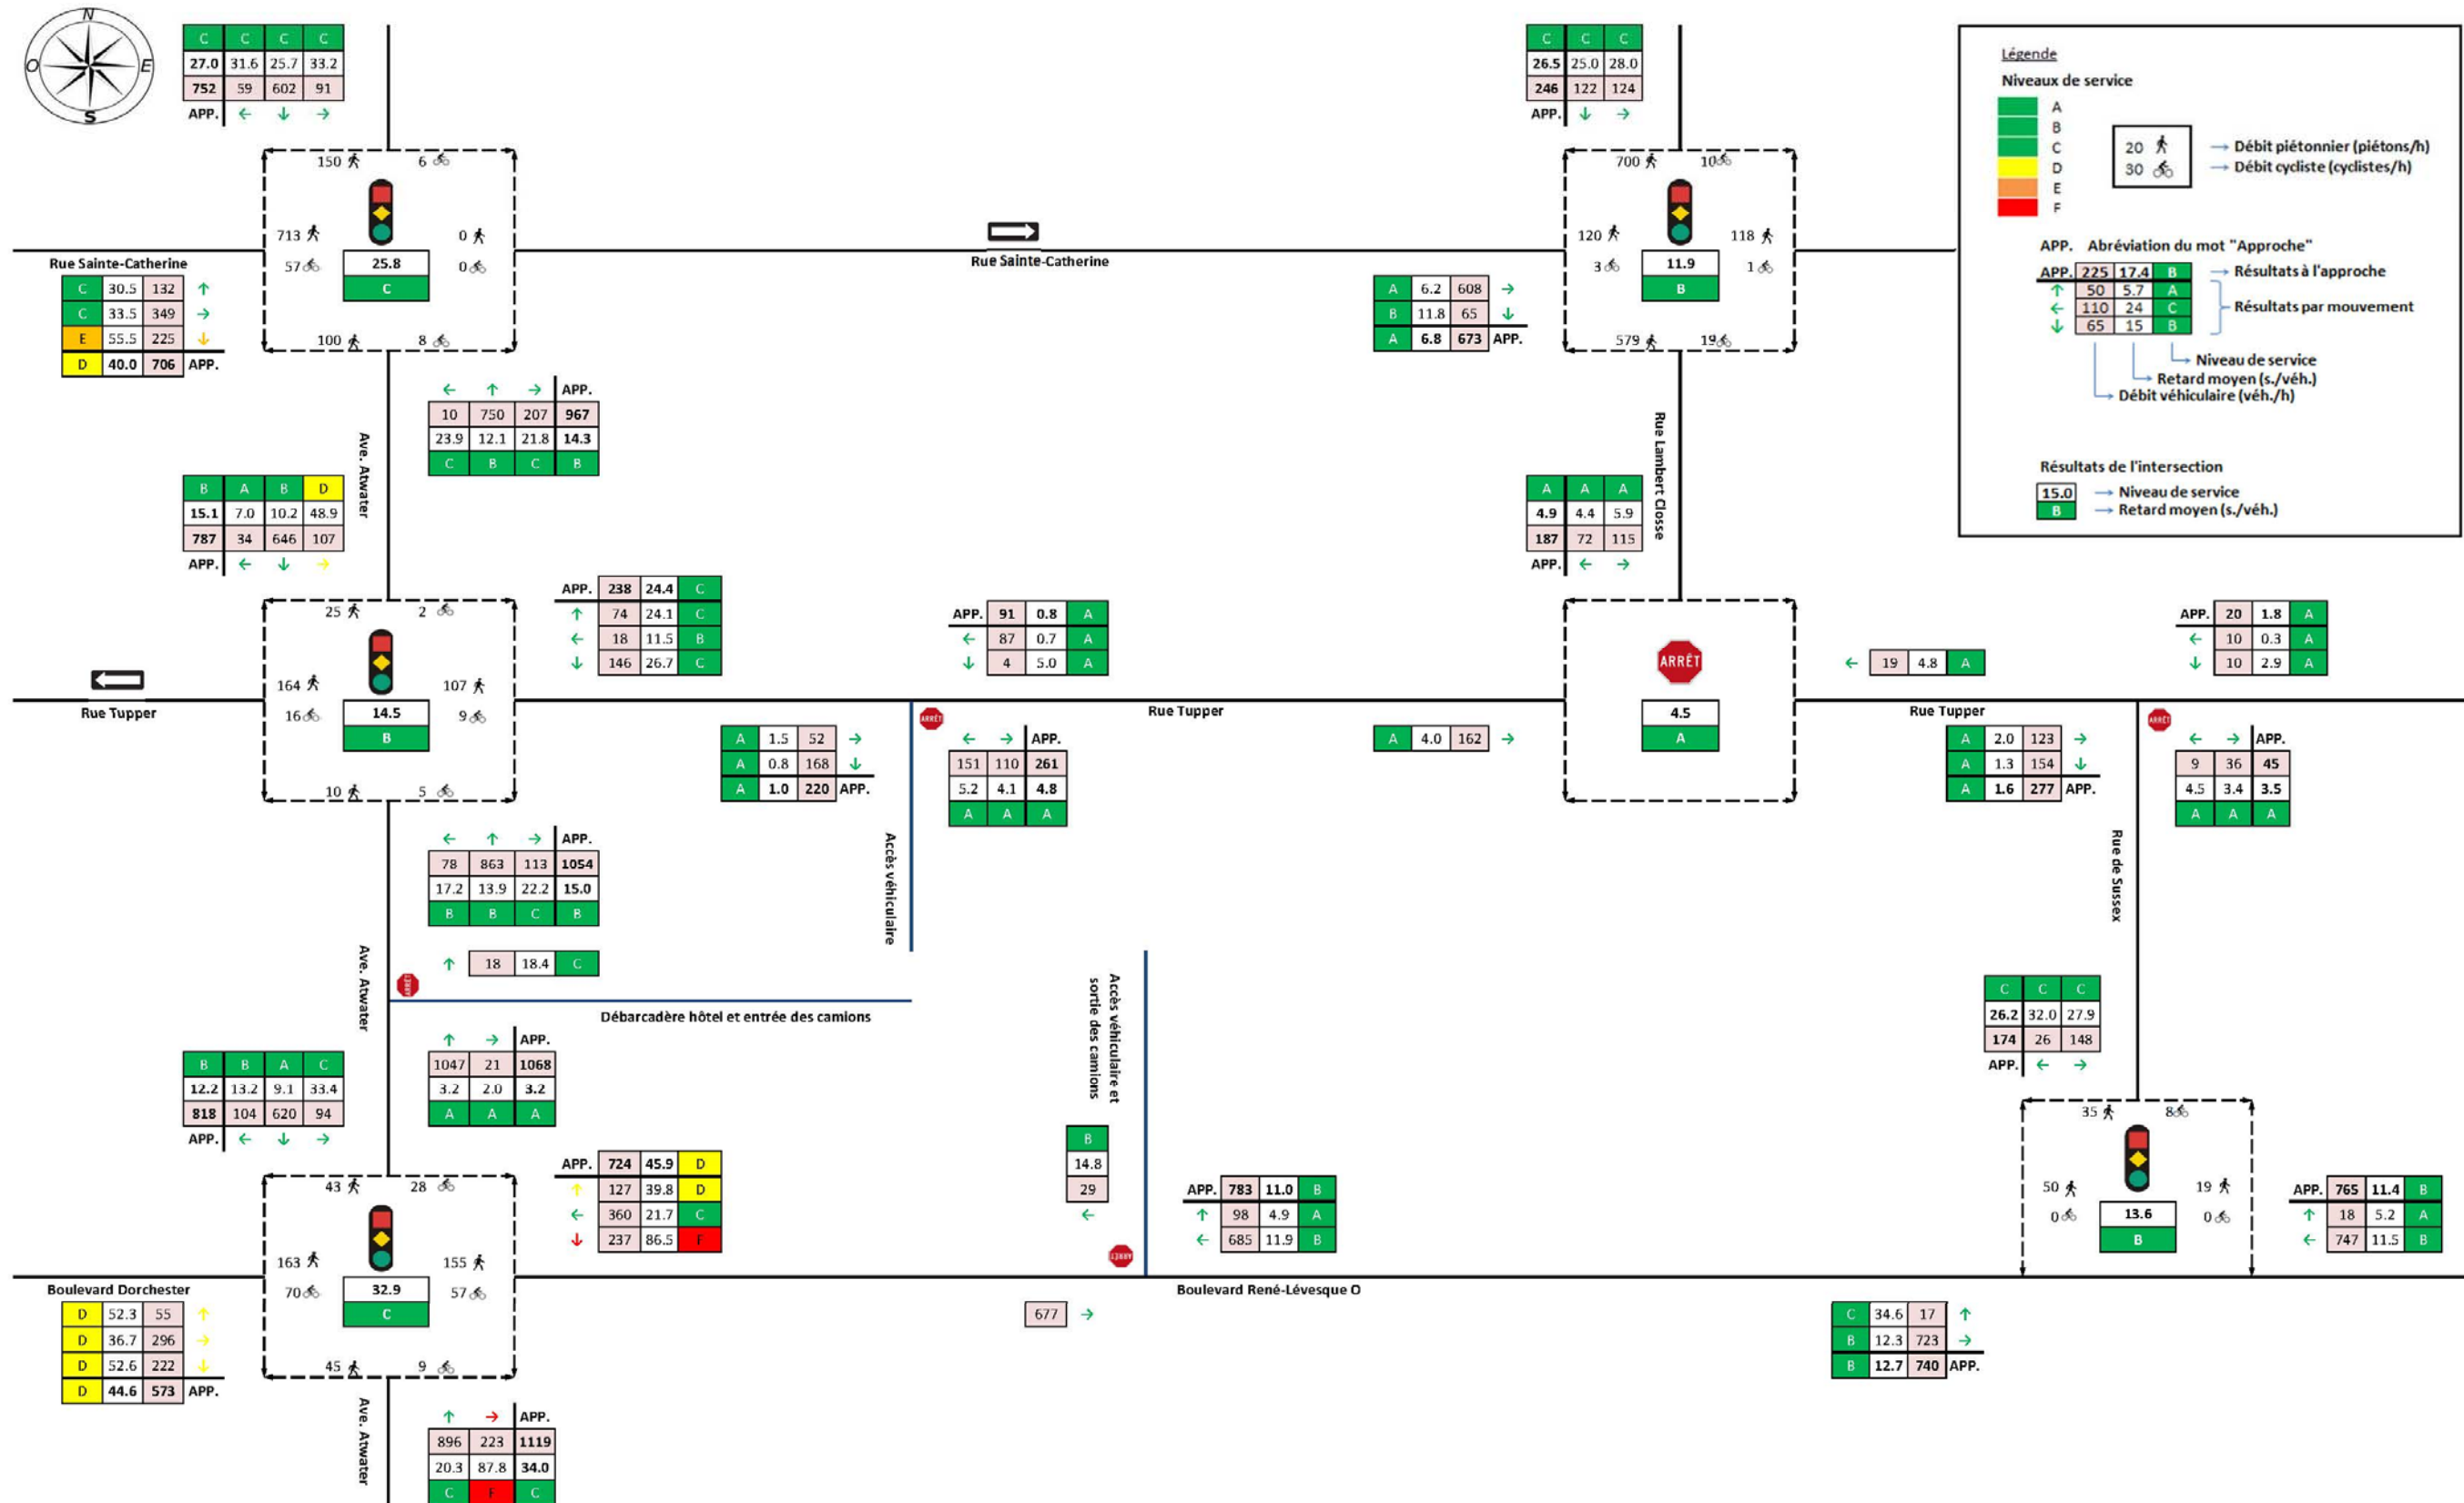 N
O
E
S
C C C C
27.0 31.6 25.7 33.2
752 59 602 91
APP. ← ↓ →
C C C
26.5 25.0 28.0
246 122 124
APP. ↓ →
Légende
Niveaux de service
A
B
C
D
E
F
20 → Débit piétonnier (piétons/h)
30 → Débit cycliste (cyclistes/h)
APP. Abréviation du mot "Approche"
APP. 225 17.4 B → Résultats à l'approche
↑ 50 5.7 A
← 110 24 C Résultats par mouvement
↓ 65 15 B
Niveau de service
Retard moyen (s./véh.)
Débit véhiculaire (véh./h)
Résultats de l'intersection
15.0 → Niveau de service
B → Retard moyen (s./véh.)
150 6
713 0
57 25.8 0
C
100 8
Rue Sainte-Catherine
C 30.5 132 ↑
C 33.5 349 →
E 55.5 225 ↓
D 40.0 706 APP.
Rue Sainte-Catherine
700 10
120 118
3 11.9 1
B
579 19
A 6.2 608 →
B 11.8 65 ↓
A 6.8 673 APP.
← ↑ → APP.
10 750 207 967
23.9 12.1 21.8 14.3
C B C B
Ave. Atwater
Rue Lambert Closse
B A B D
15.1 7.0 10.2 48.9
787 34 646 107
APP. ← ↓ →
A A A
4.9 4.4 5.9
187 72 115
APP. ← →
25 2
164 107
16 14.5 9
B
10 5
Rue Tupper
APP. 238 24.4 C
↑ 74 24.1 C
← 18 11.5 B
↓ 146 26.7 C
APP. 91 0.8 A
← 87 0.7 A
↓ 4 5.0 A
ARRÊT
4.5
A
← 19 4.8 A
APP. 20 1.8 A
← 10 0.3 A
↓ 10 2.9 A
A 1.5 52 →
A 0.8 168 ↓
A 1.0 220 APP.
ARRÊT
Rue Tupper
← → APP.
151 110 261
5.2 4.1 4.8
A A A
A 4.0 162 →
Rue Tupper
A 2.0 123 →
A 1.3 154 ↓
A 1.6 277 APP.
ARRÊT
← → APP.
9 36 45
4.5 3.4 3.5
A A A
Accès véhiculaire
Rue de Sussex
← ↑ → APP.
78 863 113 1054
17.2 13.9 22.2 15.0
B B C B
↑ 18 18.4 C
Ave. Atwater
ARRÊT
Débarcadère hôtel et entrée des camions
Accès véhiculaire et
sortie des camions
↑ → APP.
1047 21 1068
3.2 2.0 3.2
A A A
B B A C
12.2 13.2 9.1 33.4
818 104 620 94
APP. ← ↓ →
C C C
26.2 32.0 27.9
174 26 148
APP. ← →
APP. 724 45.9 D
↑ 127 39.8 D
← 360 21.7 C
↓ 237 86.5 F
B
14.8
29
←
ARRÊT
APP. 783 11.0 B
↑ 98 4.9 A
← 685 11.9 B
43 28
163 155
70 32.9 57
C
45 9
35 8
50 19
0 13.6 0
B
APP. 765 11.4 B
↑ 18 5.2 A
← 747 11.5 B
Boulevard Dorchester
D 52.3 55 ↑
D 36.7 296 →
D 52.6 222 ↓
D 44.6 573 APP.
Boulevard René-Lévesque O
677 →
C 34.6 17 ↑
B 12.3 723 →
B 12.7 740 APP.
Ave. Atwater
↑ → APP.
896 223 1119
20.3 87.8 34.0
C F C